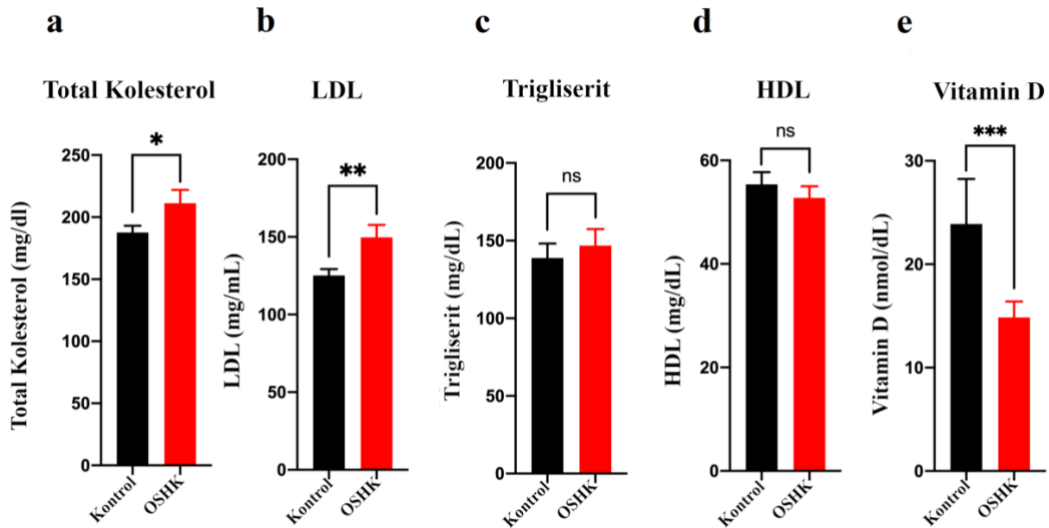 a
Total Kolesterol
*
Total Kolesterol (mg/dl)
250
200
150
100
50
0
Kontrol
OSHK
b
LDL
**
LDL (mg/mL)
200
150
100
50
0
Kontrol
OSHK
c
Trigliserit
ns
Trigliserit (mg/dL)
200
150
100
50
0
Kontrol
OSHK
d
HDL
ns
HDL (mg/dL)
60
40
20
0
Kontrol
OSHK
e
Vitamin D
***
Vitamin D (nmol/dL)
30
20
10
0
Kontrol
OSHK